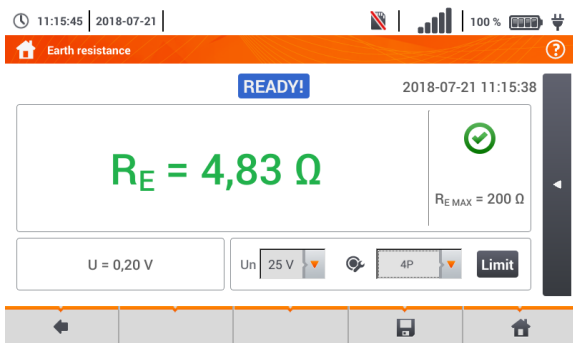 11:15:45 2018-07-21 100 %
Earth resistance ?
READY! 2018-07-21 11:15:38
RE = 4,83 Ω
RE MAX = 200 Ω
U = 0,20 V Un 25 V 4P Limit